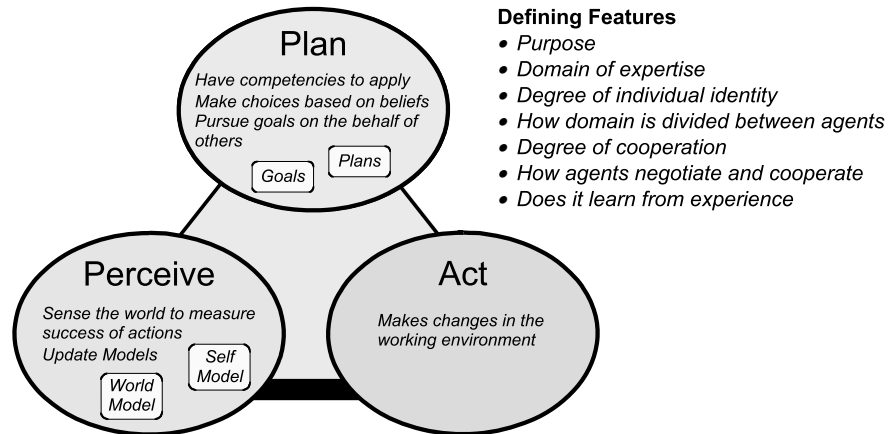 Plan
Have competencies to apply
Make choices based on beliefs
Pursue goals on the behalf of
others
Goals
Plans
Perceive
Sense the world to measure
success of actions
Update Models
Self
Model
World
Model
Act
Makes changes in the
working environment
Defining Features
• Purpose
• Domain of expertise
• Degree of individual identity
• How domain is divided between agents
• Degree of cooperation
• How agents negotiate and cooperate
• Does it learn from experience